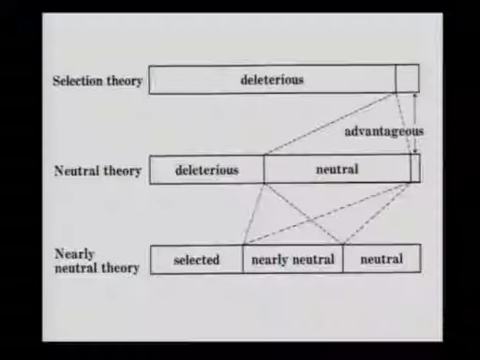 Selection theory
deleterious
advantageous
Neutral theory
deleterious
neutral
Nearly
neutral theory
selected
nearly neutral
neutral